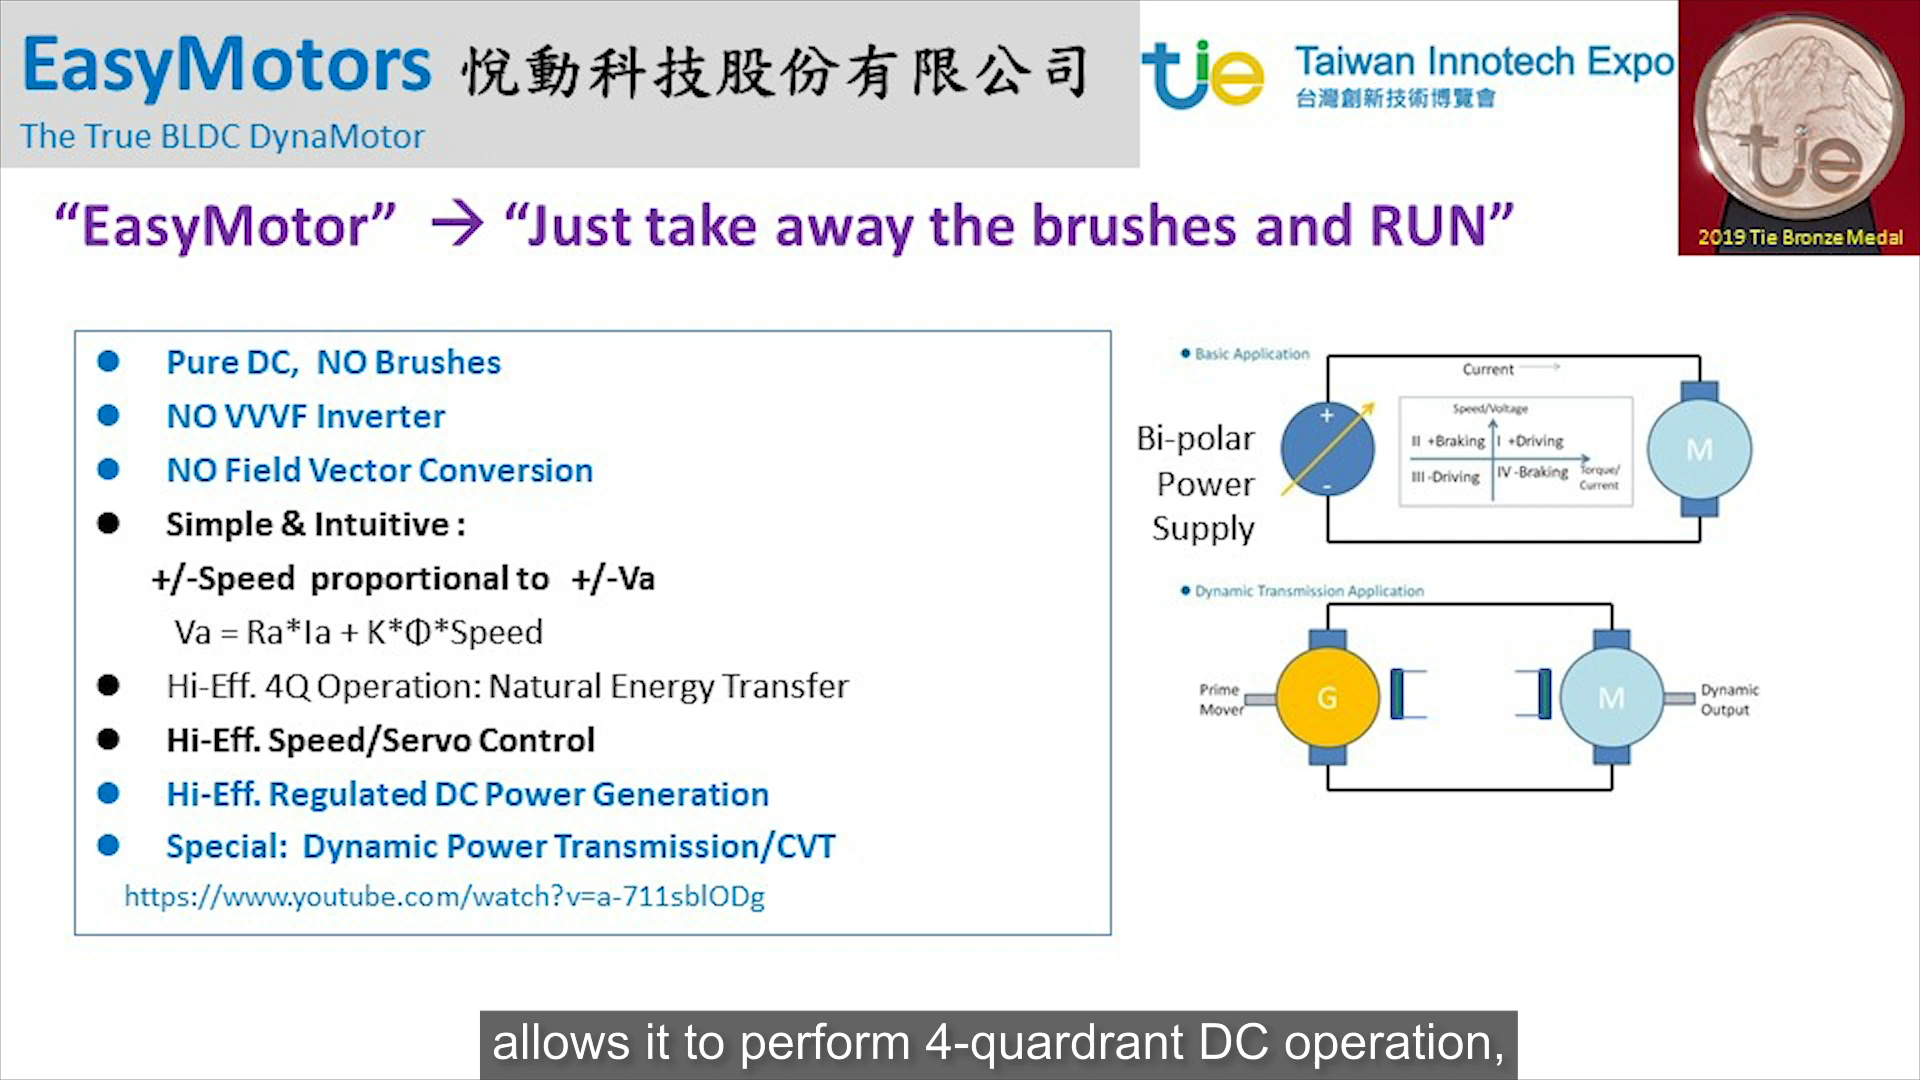 EasyMotors 悅動科技股份有限公司
The True BLDC DynaMotor
tie Taiwan Innotech Expo
台灣創新技術博覽會
tie
2019 Tie Bronze Medal
“EasyMotor” → “Just take away the brushes and RUN”
● Pure DC, NO Brushes
● NO VVVF Inverter
● NO Field Vector Conversion
● Simple & Intuitive :
+/-Speed proportional to +/-Va
Va = Ra*Ia + K*Φ*Speed
● Hi-Eff. 4Q Operation: Natural Energy Transfer
● Hi-Eff. Speed/Servo Control
● Hi-Eff. Regulated DC Power Generation
● Special: Dynamic Power Transmission/CVT
https://www.youtube.com/watch?v=a-711sblODg
● Basic Application
Current
Bi-polar
Power
Supply
+
-
Speed/Voltage
II +Braking I +Driving
III -Driving IV -Braking
Torque/
Current
M
● Dynamic Transmission Application
Prime
Mover
G
M
Dynamic
Output
allows it to perform 4-quardrant DC operation,